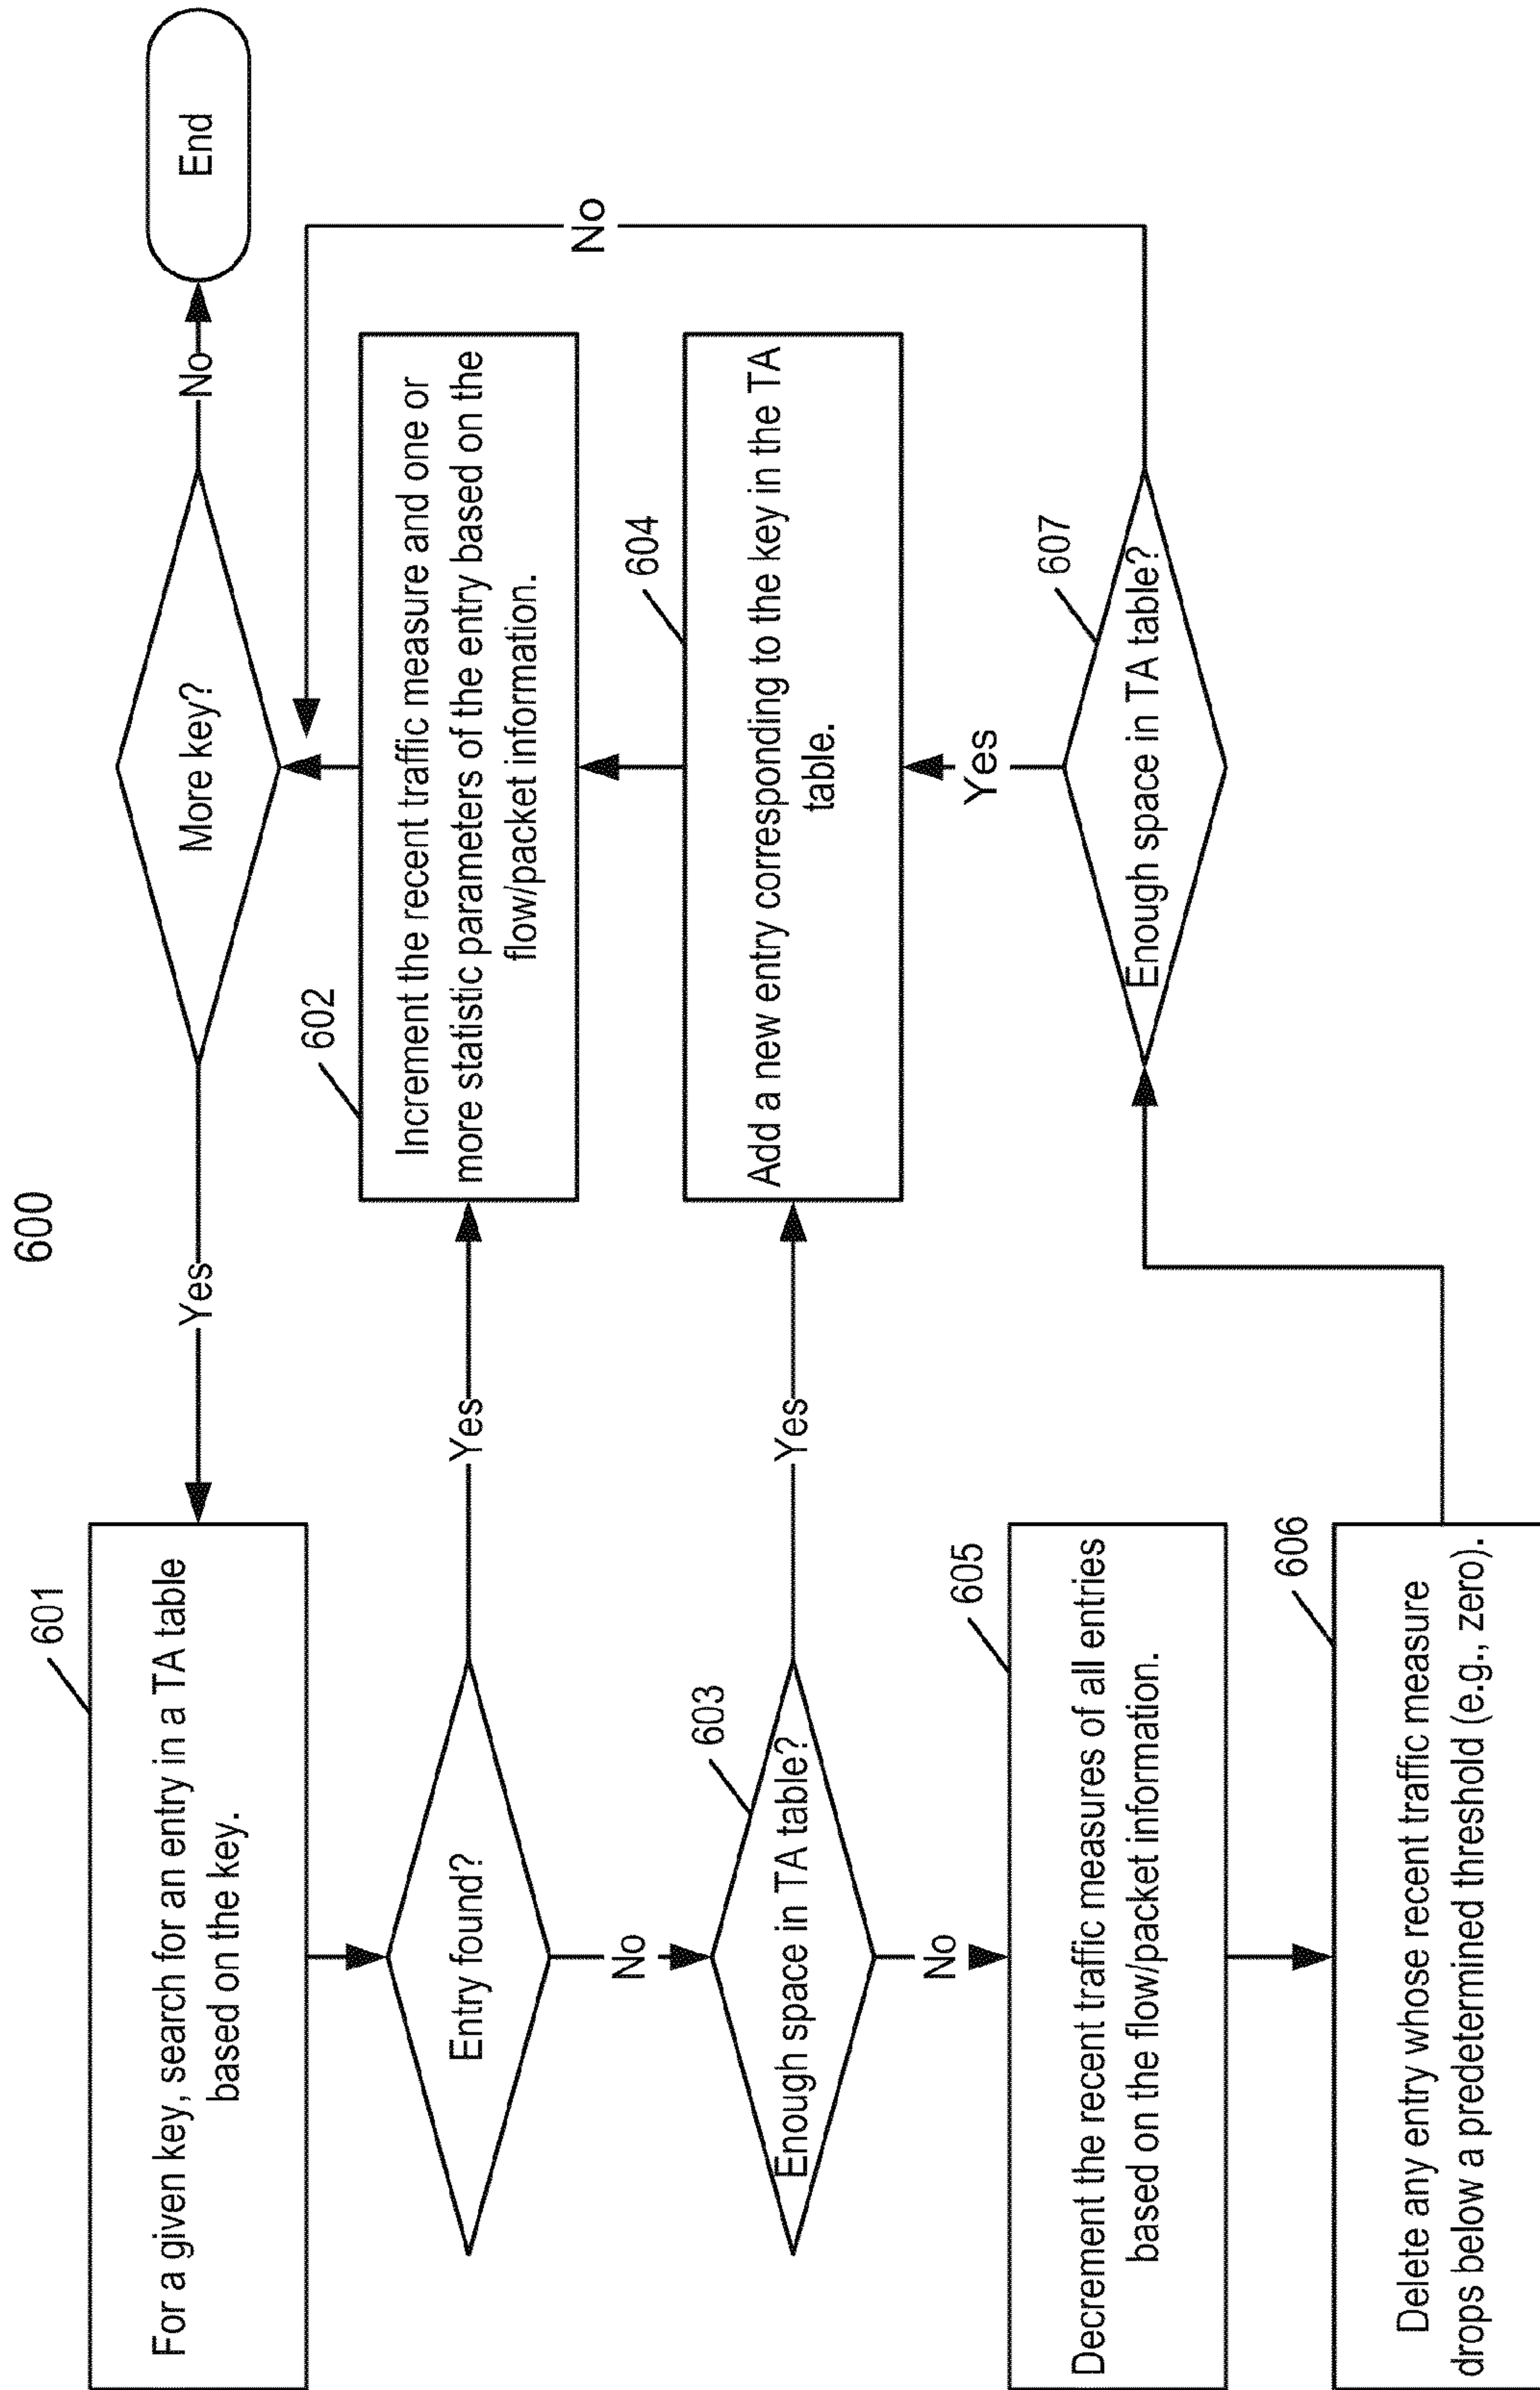 600
601
For a given key, search for an entry in a TA table
based on the key.
Yes
More key?
No
End
Entry found?
Yes
602
Increment the recent traffic measure and one or
more statistic parameters of the entry based on the
flow/packet information.
No
603
Enough space in TA table?
Yes
604
Add a new entry corresponding to the key in the TA
table.
No
No
605
Decrement the recent traffic measures of all entries
based on the flow/packet information.
Yes
607
Enough space in TA table?
606
Delete any entry whose recent traffic measure
drops below a predetermined threshold (e.g., zero).